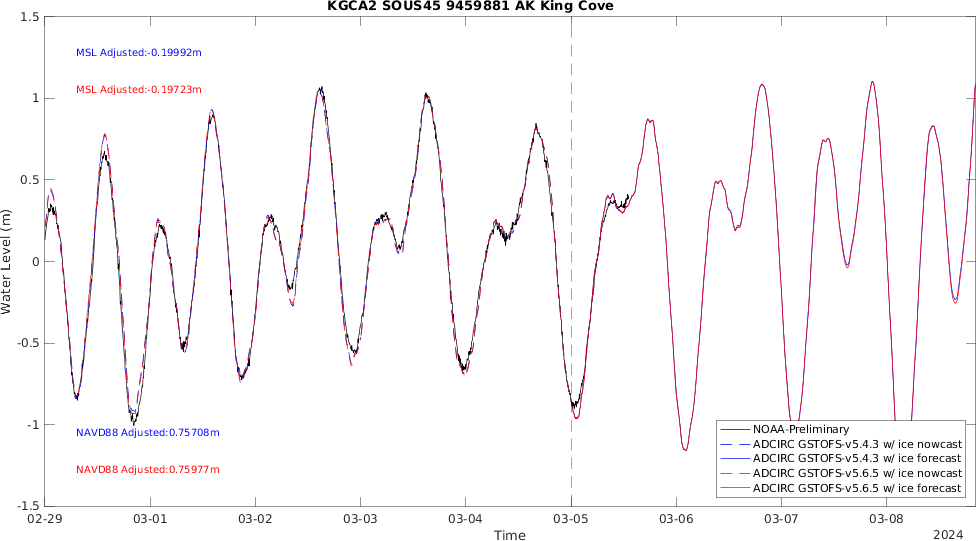 KGCA2 SOUS45 9459881 AK King Cove
1.5
1
0.5
0
-0.5
-1
-1.5
Water Level (m)
MSL Adjusted:-0.19992m
MSL Adjusted:-0.19723m
NAVD88 Adjusted:0.75708m
NAVD88 Adjusted:0.75977m
NOAA-Preliminary
ADCIRC GSTOFS-v5.4.3 w/ ice nowcast
ADCIRC GSTOFS-v5.4.3 w/ ice forecast
ADCIRC GSTOFS-v5.6.5 w/ ice nowcast
ADCIRC GSTOFS-v5.6.5 w/ ice forecast
02-29 03-01 03-02 03-03 03-04 03-05 03-06 03-07 03-08
Time
2024